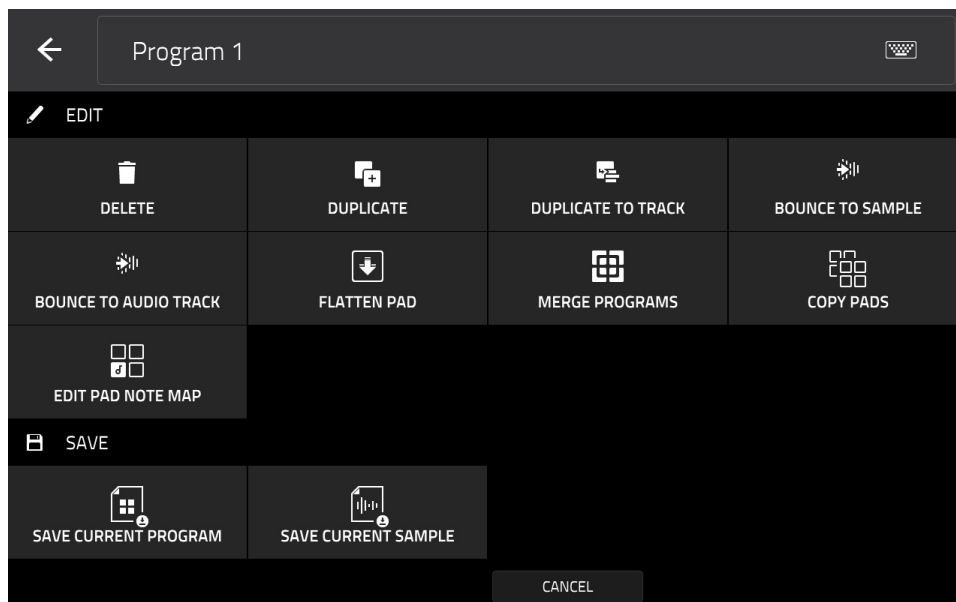 Program 1
EDIT
DELETE
DUPLICATE
DUPLICATE TO TRACK
BOUNCE TO SAMPLE
BOUNCE TO AUDIO TRACK
FLATTEN PAD
MERGE PROGRAMS
COPY PADS
EDIT PAD NOTE MAP
SAVE
SAVE CURRENT PROGRAM
SAVE CURRENT SAMPLE
CANCEL